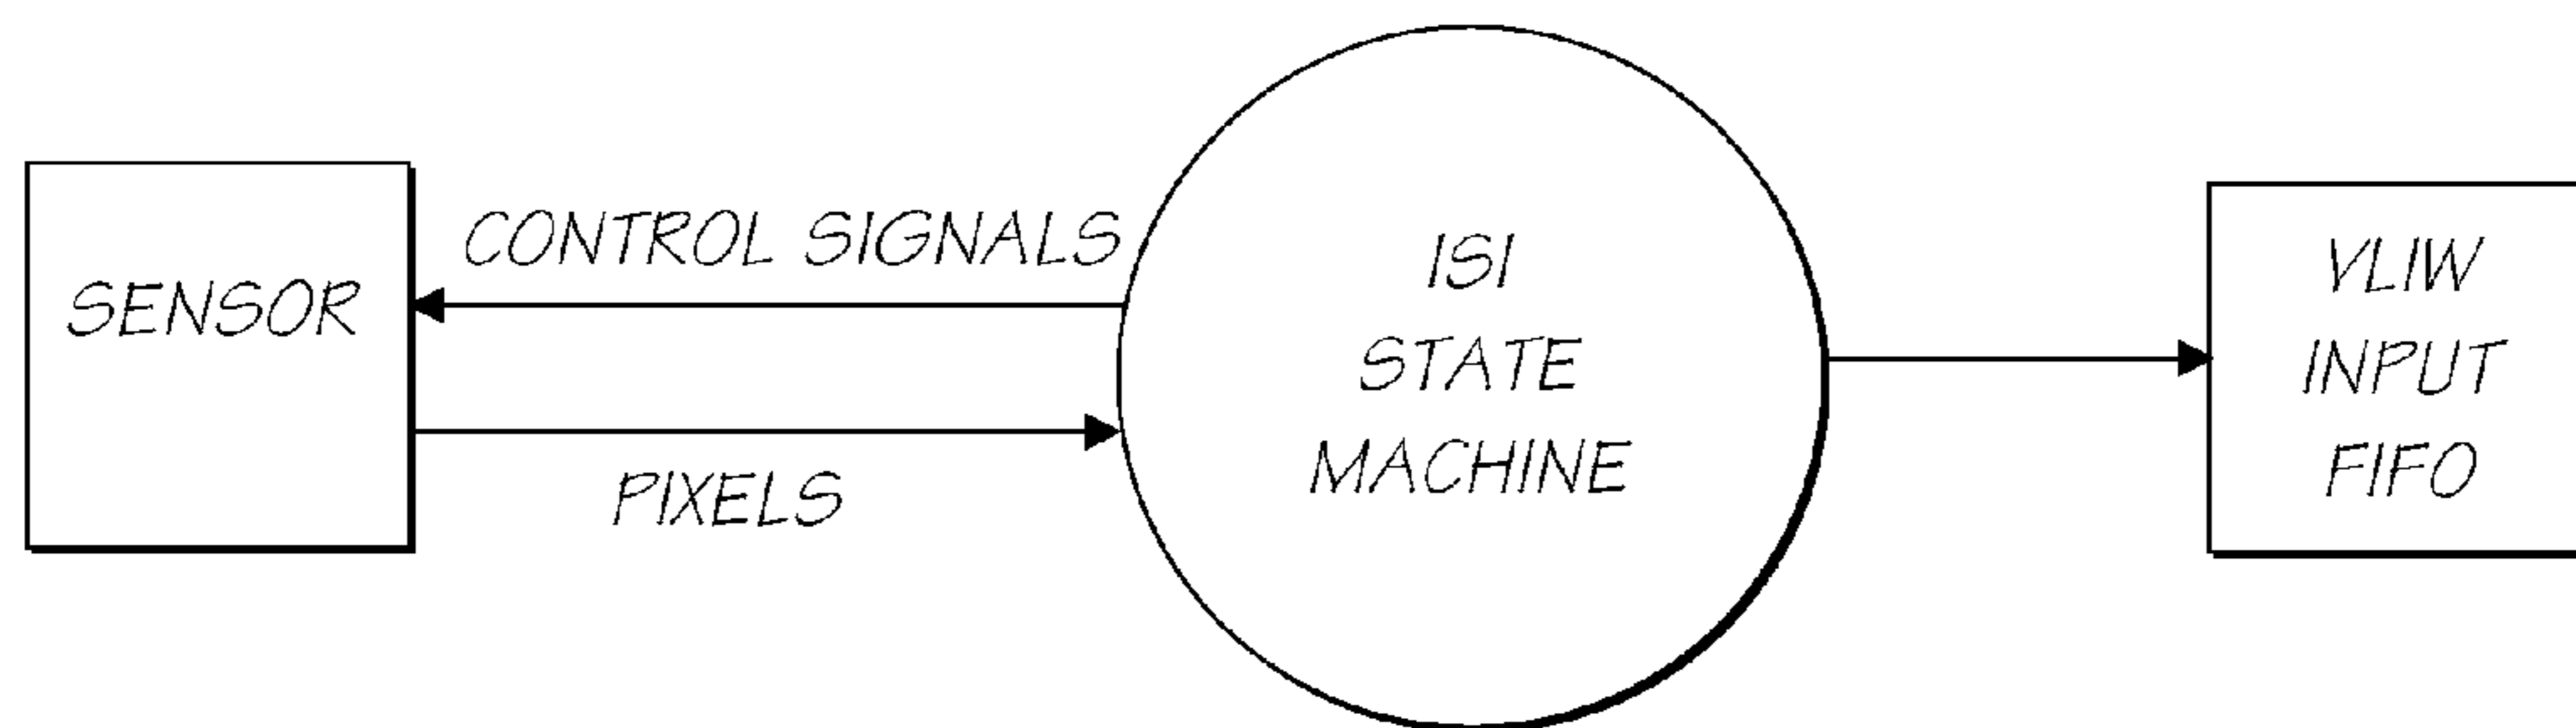 SENSOR
CONTROL SIGNALS
PIXELS
ISI
STATE
MACHINE
VLIW
INPUT
FIFO